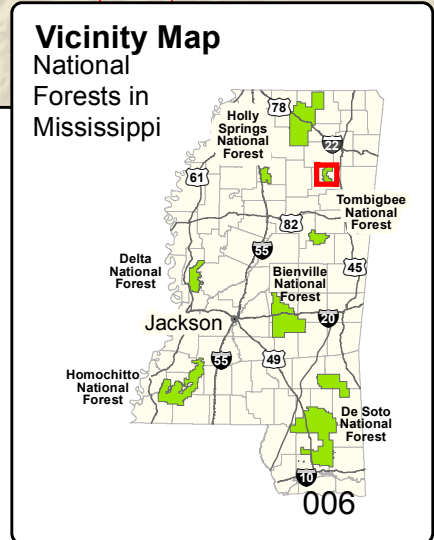 Vicinity Map
National
Forests in
Mississippi
78
Holly
Springs
National
Forest
22
61
Tombigbee
National
Forest
82
55
Delta
National
Forest
45
Bienville
National
Forest
Jackson
20
55
49
Homochitto
National
Forest
De Soto
National
Forest
10
006